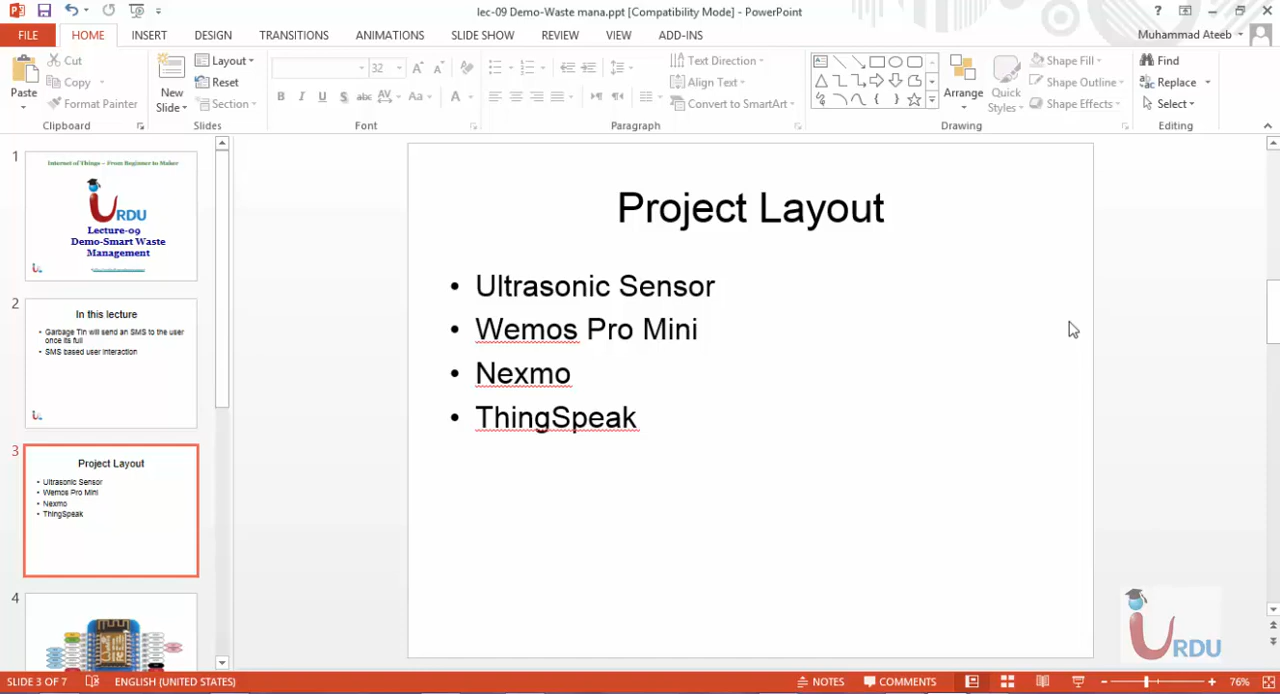 lec-09 Demo-Waste mana.ppt [Compatibility Mode] - PowerPoint
FILE HOME INSERT DESIGN TRANSITIONS ANIMATIONS SLIDE SHOW REVIEW VIEW ADD-INS Muhammad Ateeb
Paste
Cut
Copy
Format Painter
Clipboard
New Slide
Layout
Reset
Section
Slides
32
Font
Text Direction
Align Text
Convert to SmartArt
Paragraph
Arrange
Quick Styles
Shape Fill
Shape Outline
Shape Effects
Drawing
Find
Replace
Select
Editing
1
Internet of Things – From Beginner to Maker
URDU
Lecture-09
Demo-Smart Waste
Management
2
In this lecture
• Garbage Tin will send an SMS to the user
once its full
• SMS based user interaction
3
Project Layout
• Ultrasonic Sensor
• Wemos Pro Mini
• Nexmo
• ThingSpeak
4
Project Layout
• Ultrasonic Sensor
• Wemos Pro Mini
• Nexmo
• ThingSpeak
URDU
SLIDE 3 OF 7 ENGLISH (UNITED STATES) NOTES COMMENTS 76%